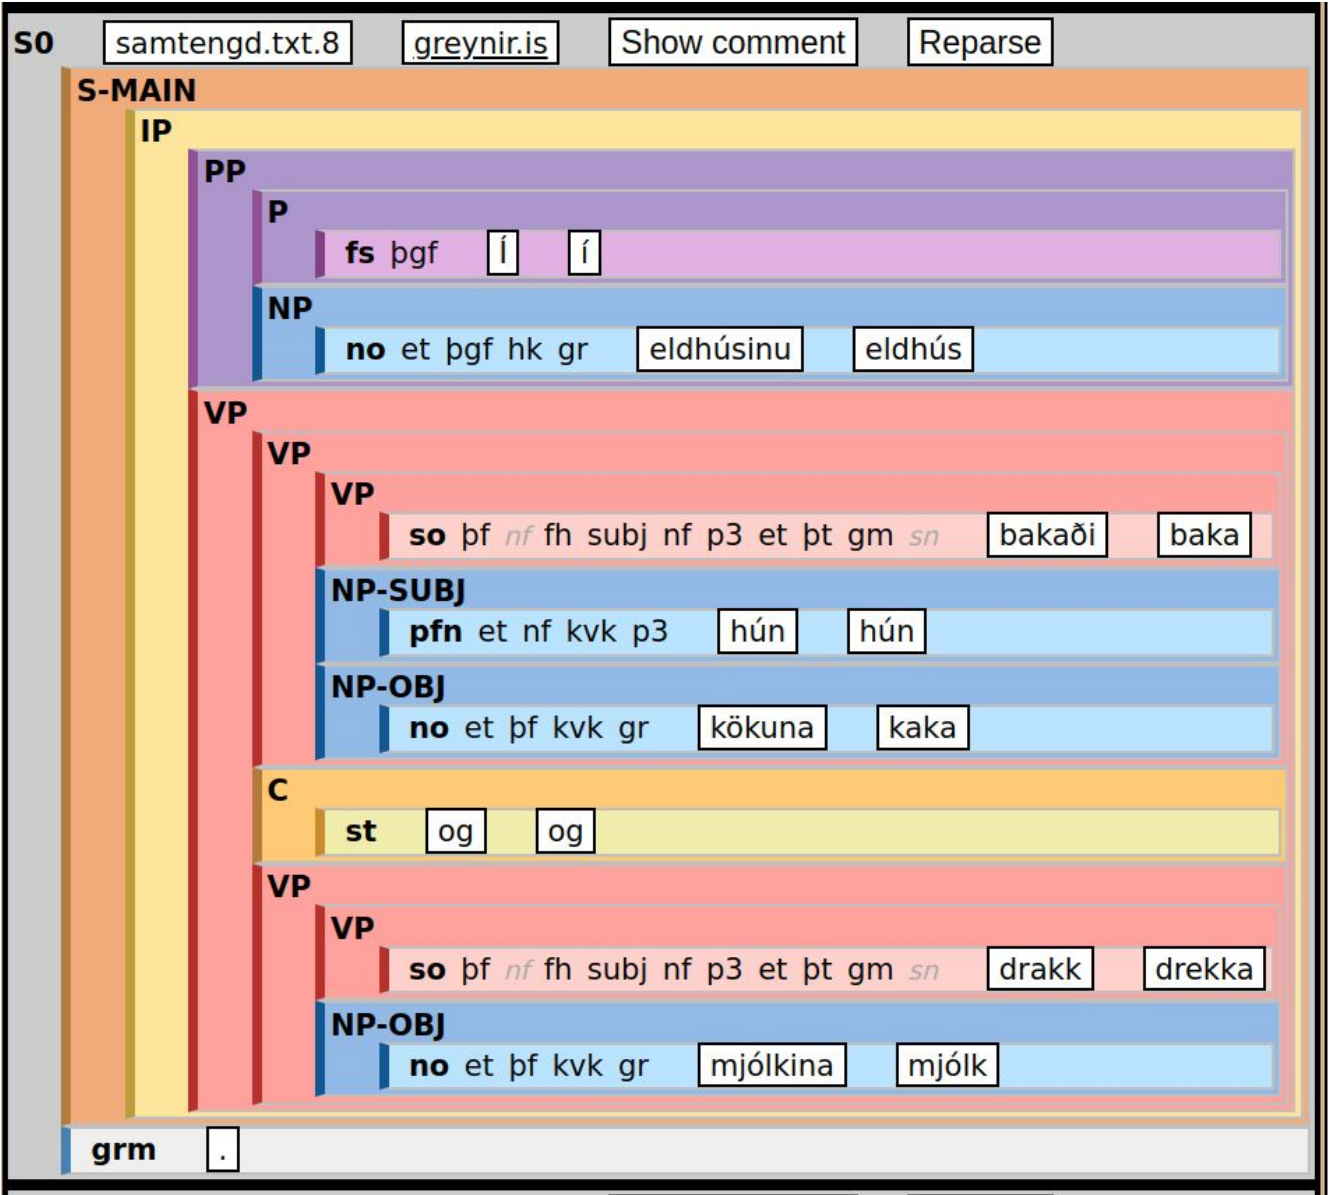 S0 samtengd.txt.8 greynir.is Show comment Reparse
S-MAIN
IP
PP
P
fs þgf Í í
NP
no et þgf hk gr eldhúsinu eldhús
VP
VP
VP
so þf nf fh subj nf p3 et þt gm sn bakaði baka
NP-SUBJ
pfn et nf kvk p3 hún hún
NP-OBJ
no et þf kvk gr kökuna kaka
C
st og og
VP
VP
so þf nf fh subj nf p3 et þt gm sn drakk drekka
NP-OBJ
no et þf kvk gr mjólkina mjólk
grm .